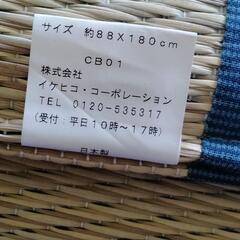 サイズ 約88X180cm
CB01
株式会社
イケヒコ・コーポレーション
TEL 0120-535317
(受付：平日10時〜17時)
日本製